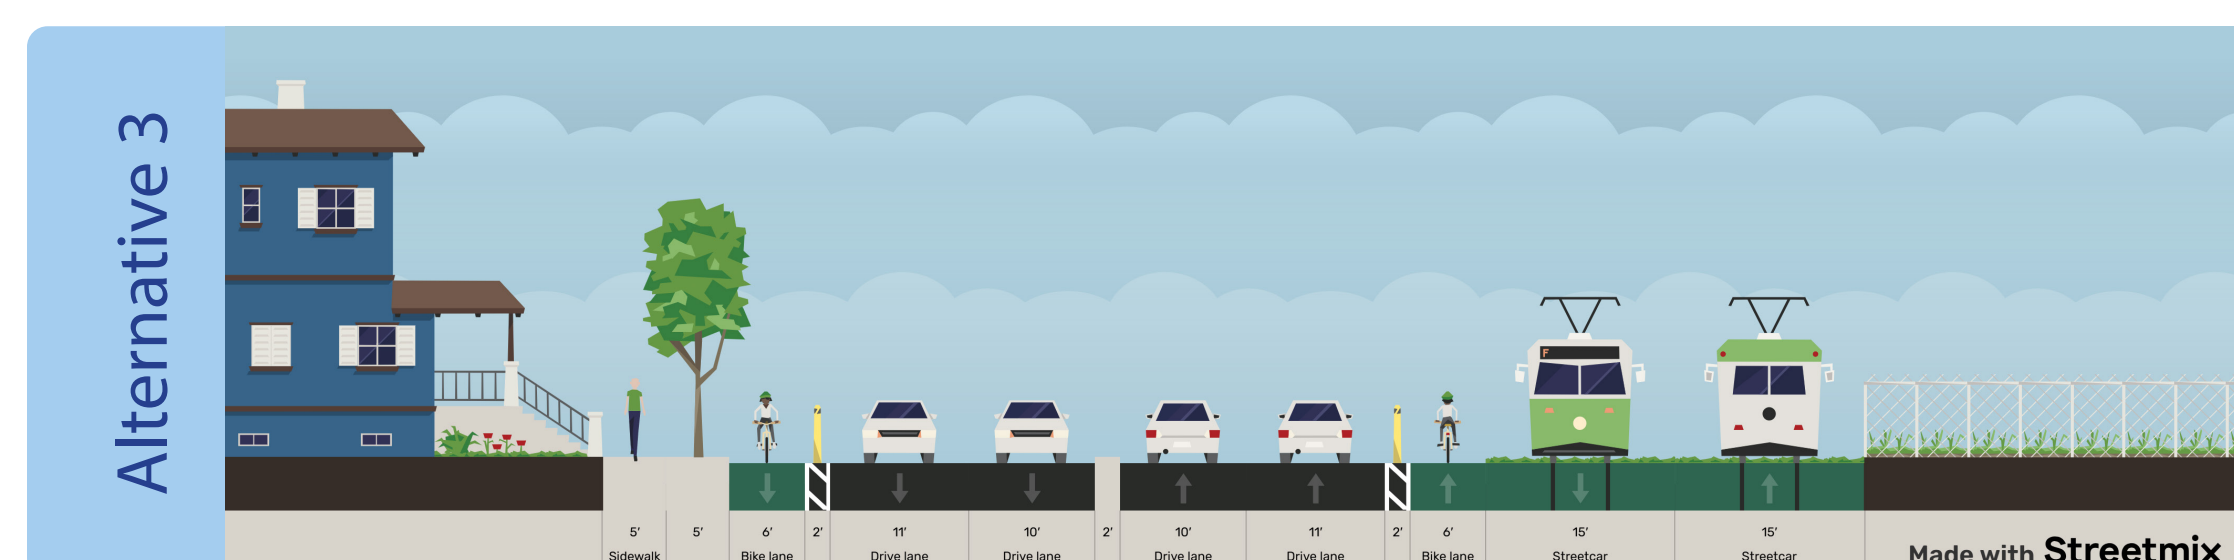 Alternative 3
F
5' 5' 6' 2' 11' 10' 2' 10' 11' 2' 6' 15' 15'
Sidewalk Bike lane Drive lane Drive lane Drive lane Drive lane Bike lane Streetcar Streetcar
Made with Streetmix